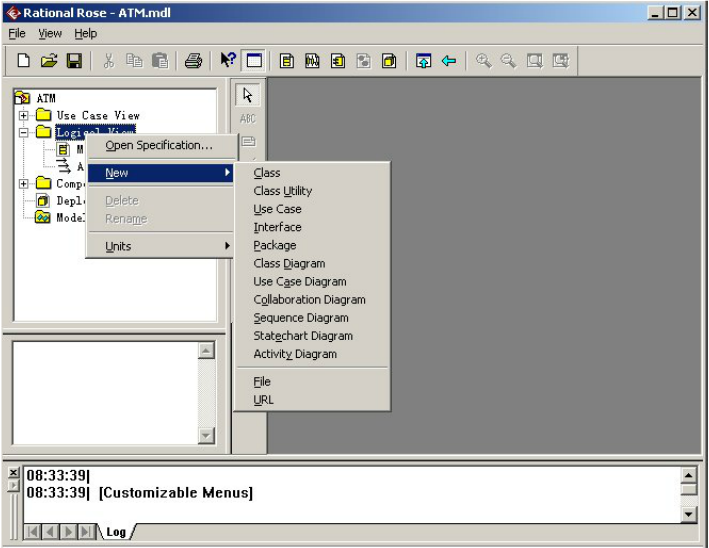 Rational Rose - ATM.mdl
File View Help
ATM
Use Case View
Logical View
M
A
Comp
Deplo
Model
ABC
Open Specification...
New
Delete
Rename
Units
Class
Class Utility
Use Case
Interface
Package
Class Diagram
Use Case Diagram
Collaboration Diagram
Sequence Diagram
Statechart Diagram
Activity Diagram
File
URL
08:33:39|
08:33:39| [Customizable Menus]
Log